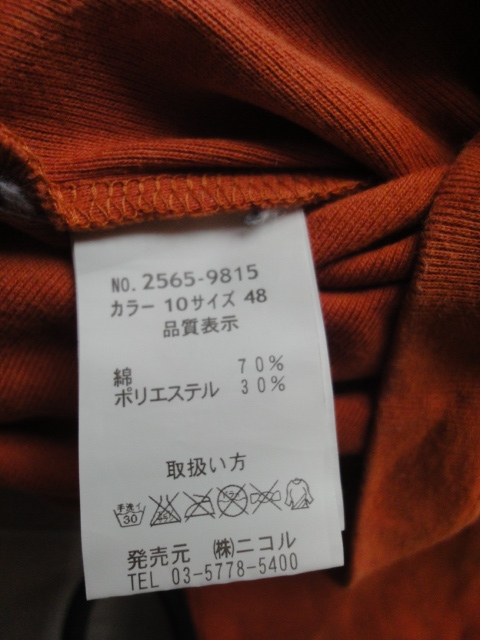 NO. 2565-9815
カラー 10サイズ 48
品質表示
綿 70%
ポリエステル 30%
取扱い方
手洗イ
30
発売元 ㈱ニコル
TEL 03-5778-5400